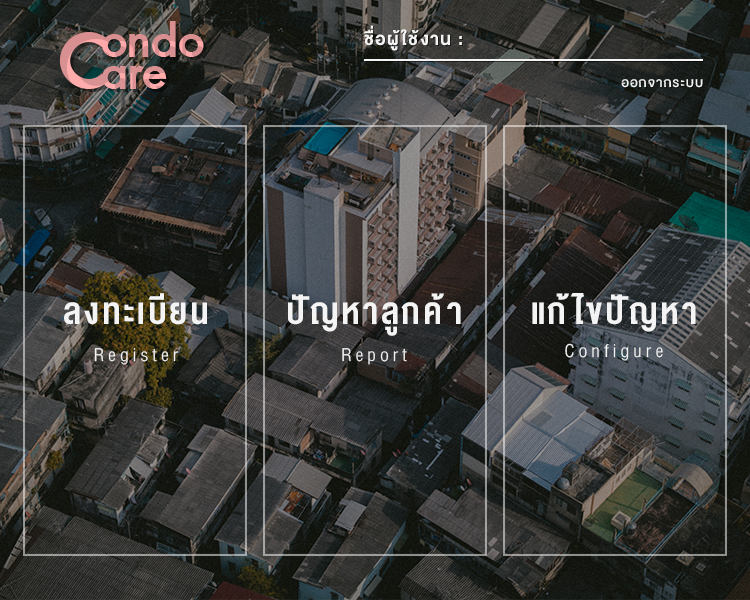 Condo
Care
ชื่อผู้ใช้งาน :
ออกจากระบบ
ลงทะเบียน
Register
ปัญหาลูกค้า
Report
แก้ไขปัญหา
Configure